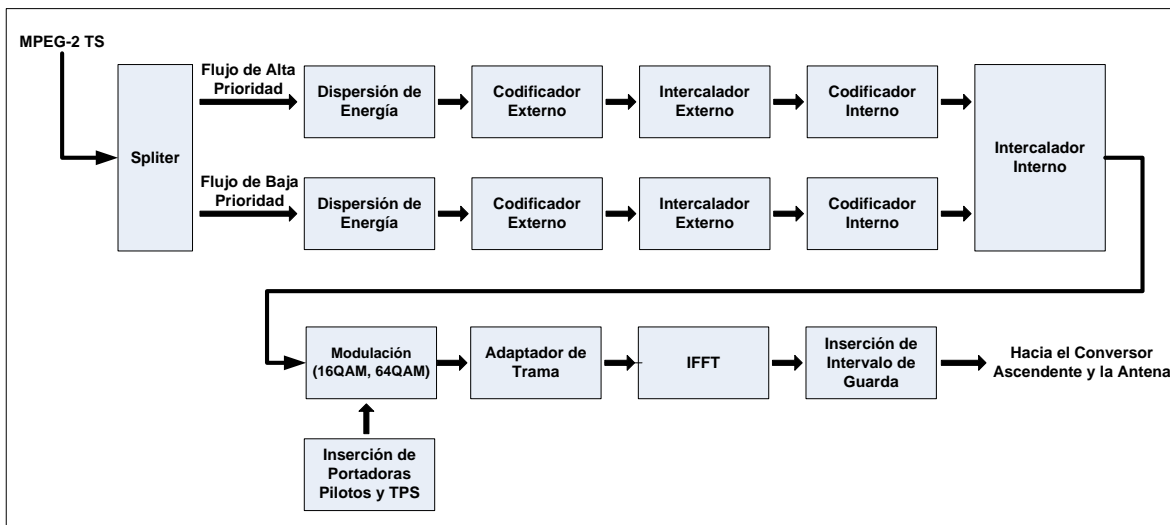 MPEG-2 TS
Spliter
Flujo de Alta
Prioridad
Dispersión de
Energía
Codificador
Externo
Intercalador
Externo
Codificador
Interno
Intercalador
Interno
Flujo de Baja
Prioridad
Dispersión de
Energía
Codificador
Externo
Intercalador
Externo
Codificador
Interno
Modulación
(16QAM, 64QAM)
Adaptador de
Trama
IFFT
Inserción de
Intervalo de
Guarda
Hacia el Conversor
Ascendente y la Antena
Inserción de
Portadoras
Pilotos y TPS